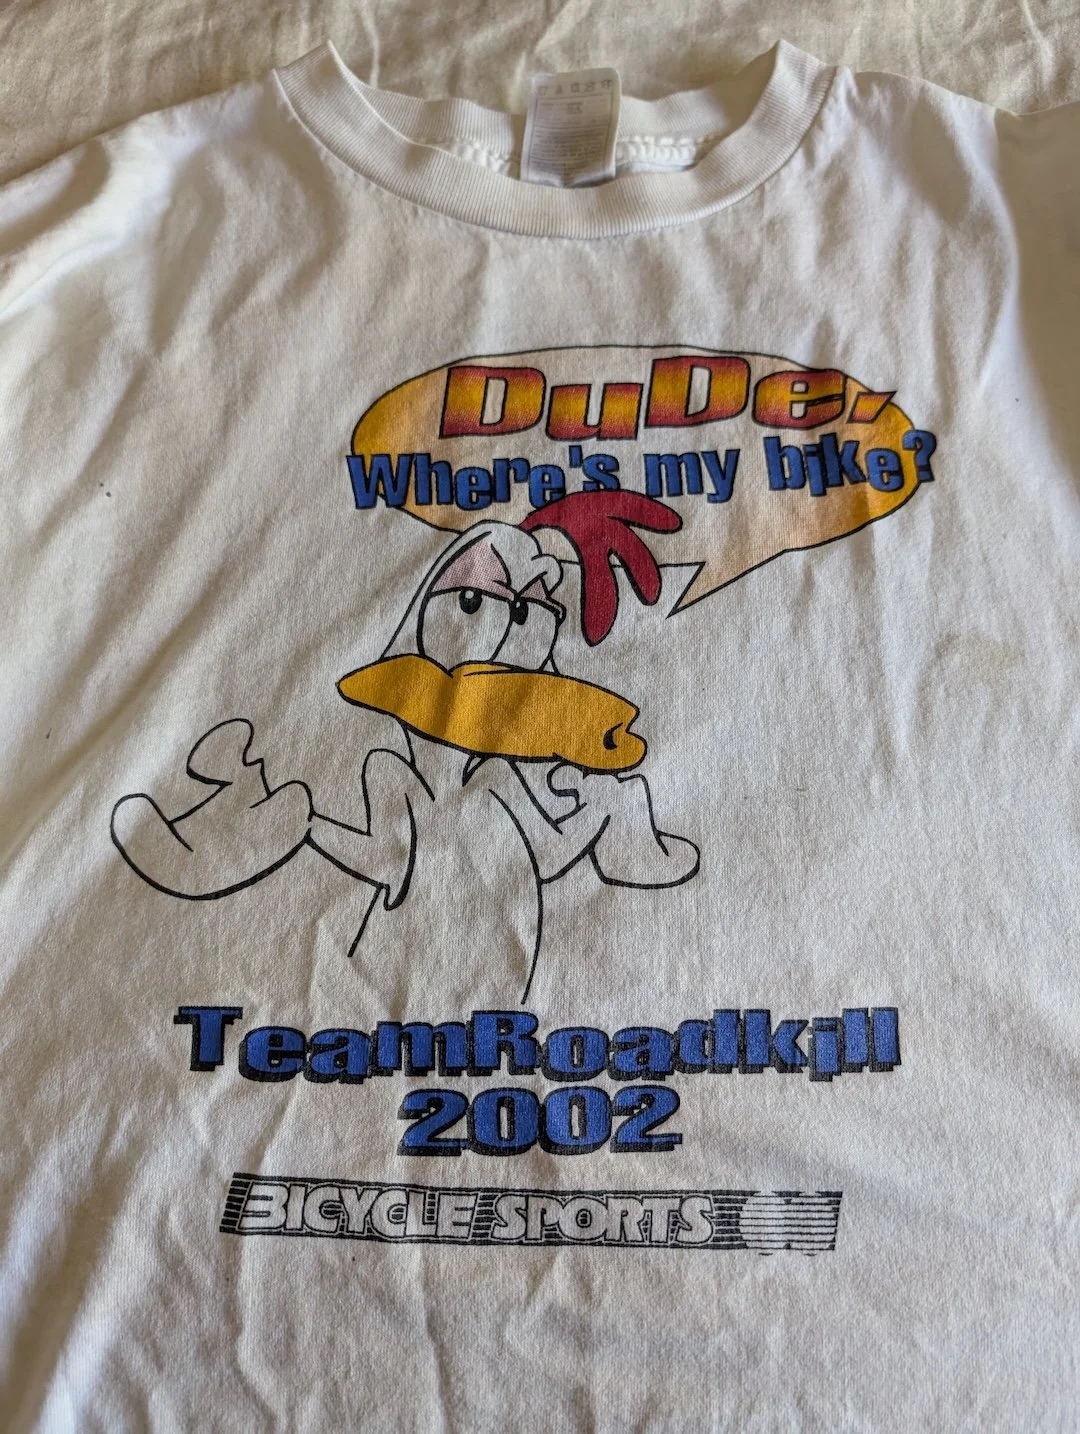 DuDe,
Where's my bike?
TeamRoadkill
2002
BICYCLE SPORTS